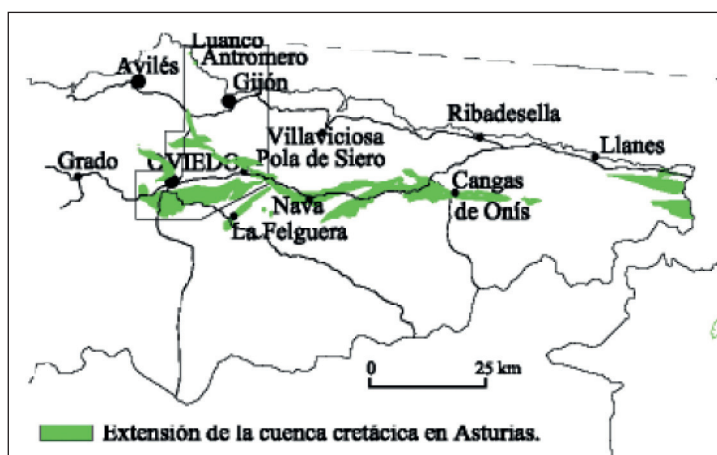 Luanco
Antromero
Avilés
Gijón
Ribadesella
Villaviciosa
Llanes
Grado
OVIEDO
Pola de Siero
Cangas
de Onís
Nava
La Felguera
0 25 km
Extensión de la cuenca cretácica en Asturias.